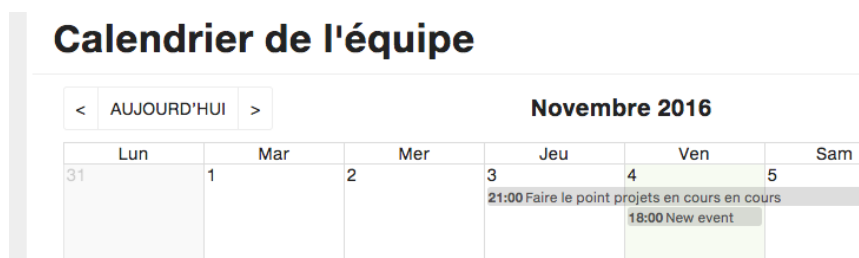 Calendrier de l'équipe
< AUJOURD'HUI > Novembre 2016
Lun Mar Mer Jeu Ven Sam
31 1 2 3 4 5
21:00 Faire le point projets en cours en cours
18:00 New event